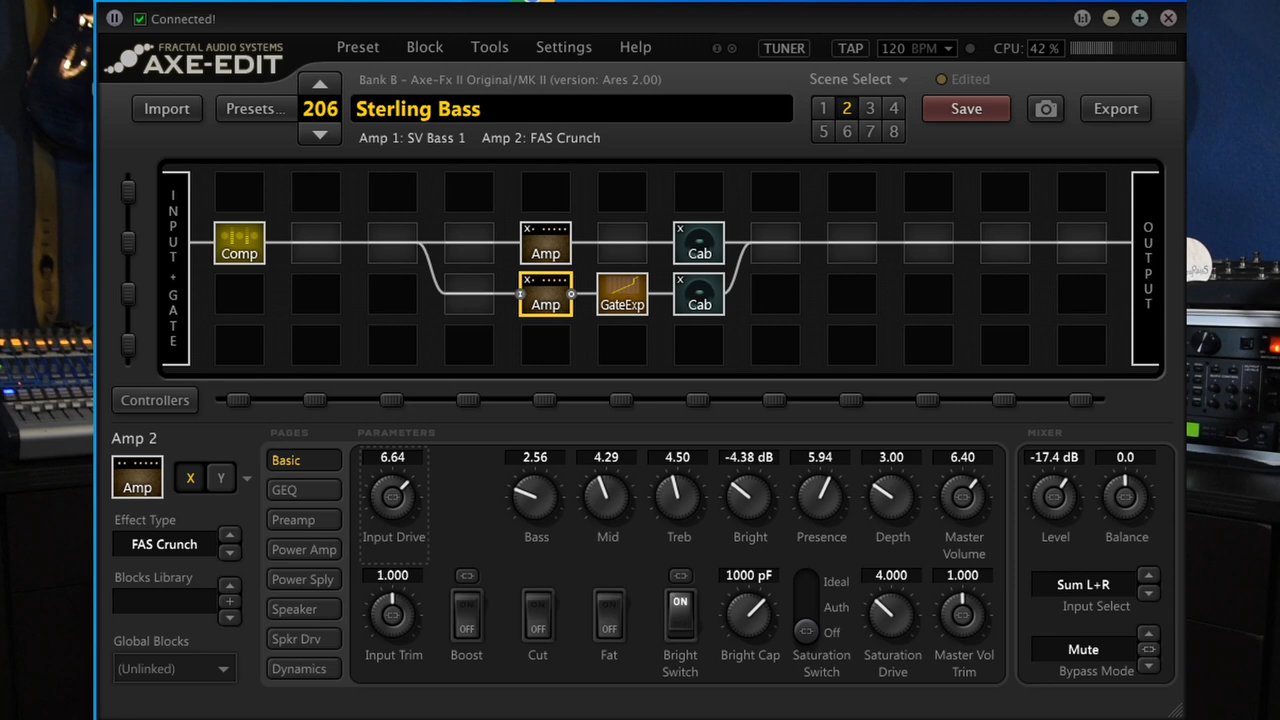 Connected!
FRACTAL AUDIO SYSTEMS
AXE-EDIT
Preset Block Tools Settings Help
TUNER TAP 120 BPM CPU: 42 %
Bank B – Axe-Fx II Original/MK II (version: Ares 2.00)
Scene Select Edited
Import Presets... 206 Sterling Bass
1 2 3 4
5 6 7 8
Save Export
Amp 1: SV Bass 1 Amp 2: FAS Crunch
INPUT + GATE
Comp
X Amp
X Cab
X Amp
GateExp
X Cab
OUTPUT
Controllers
Amp 2
Amp
X Y
Effect Type
FAS Crunch
Blocks Library
Global Blocks
(Unlinked)
PAGES
Basic
GEQ
Preamp
Power Amp
Power Sply
Speaker
Spkr Drv
Dynamics
PARAMETERS
6.64 2.56 4.29 4.50 -4.38 dB 5.94 3.00 6.40
Input Drive Bass Mid Treb Bright Presence Depth Master Volume
1.000 1000 pF 4.000 1.000
ON OFF
ON OFF
ON OFF
ON
Ideal
Auth
Off
Input Trim Boost Cut Fat Bright Switch Bright Cap Saturation Switch Saturation Drive Master Vol Trim
MIXER
-17.4 dB 0.0
Level Balance
Sum L+R
Input Select
Mute
Bypass Mode